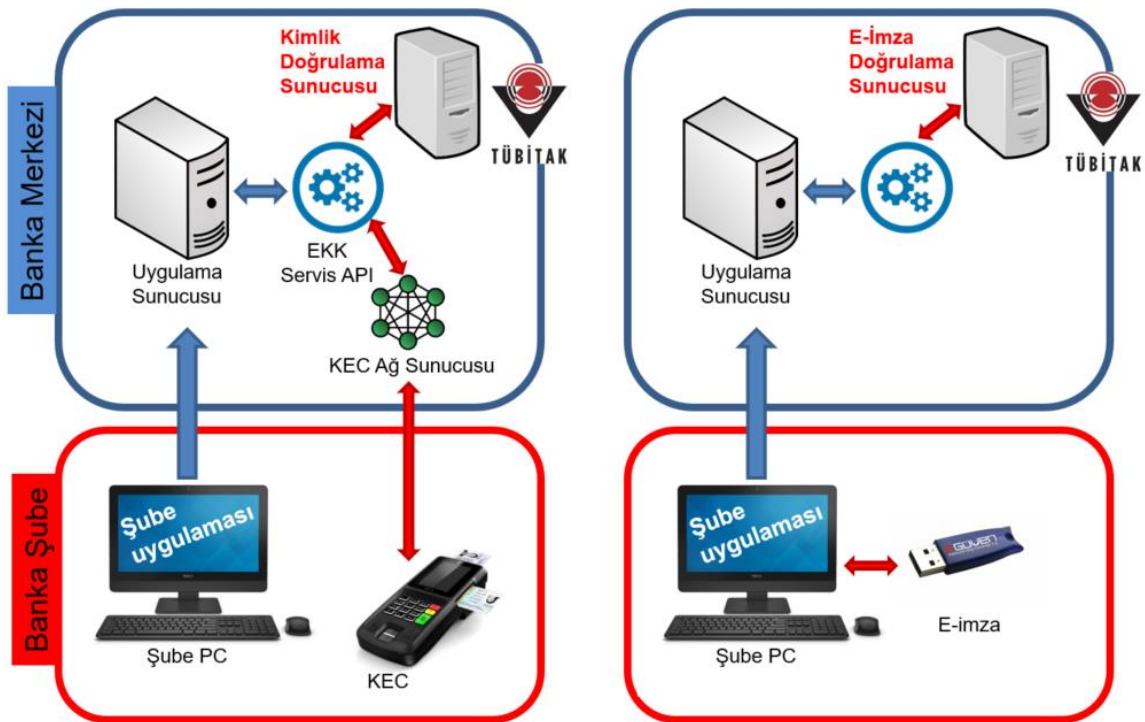 Banka Merkezi
Kimlik
Doğrulama
Sunucusu
TÜBİTAK
Uygulama
Sunucusu
EKK
Servis API
KEC Ağ Sunucusu
E-İmza
Doğrulama
Sunucusu
TÜBİTAK
Uygulama
Sunucusu
Banka Şube
Şube
uygulaması
Şube PC
KEC
Şube
uygulaması
Şube PC
GÜVEN
E-imza